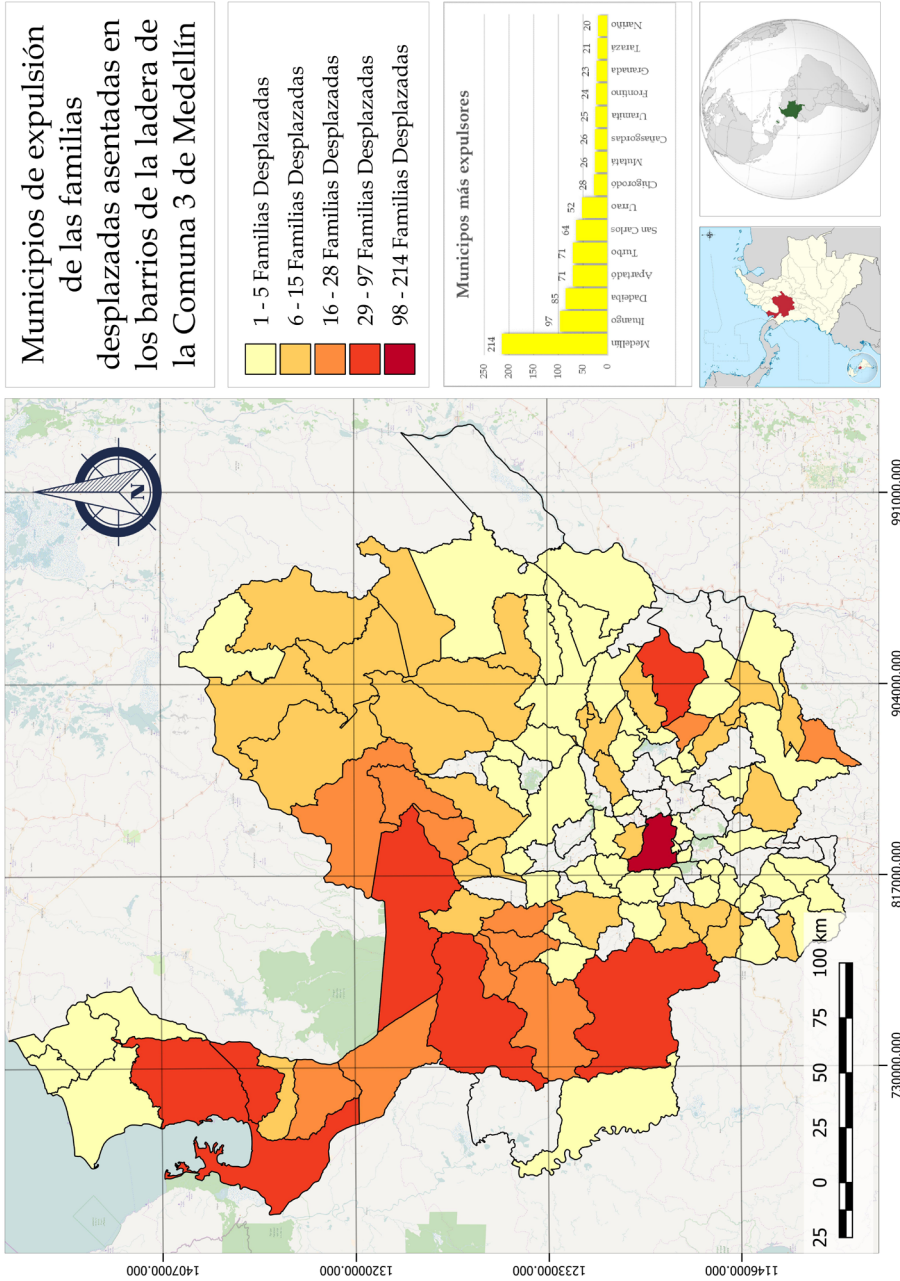 Municipios de expulsión
de las familias
desplazadas asentadas en
los barrios de la ladera de
la Comuna 3 de Medellín
1 - 5 Familias Desplazadas
6 - 15 Familias Desplazadas
16 - 28 Familias Desplazadas
29 - 97 Familias Desplazadas
98 - 214 Familias Desplazadas
Municipos más expulsores
250
200
150
100
50
0
214
97
85
71
71
64
52
28
26
26
25
24
23
21
20
Medellín
Ituango
Dadeiba
Apartadó
Turbo
San Carlos
Urrao
Chigorodó
Mutatá
Cañasgordas
Uramita
Frontino
Granada
Tarazá
Nariño
N
1407000.000
1320000.000
1233000.000
1146000.000
730000.000
817000.000
904000.000
991000.000
25 0 25 50 75 100 km